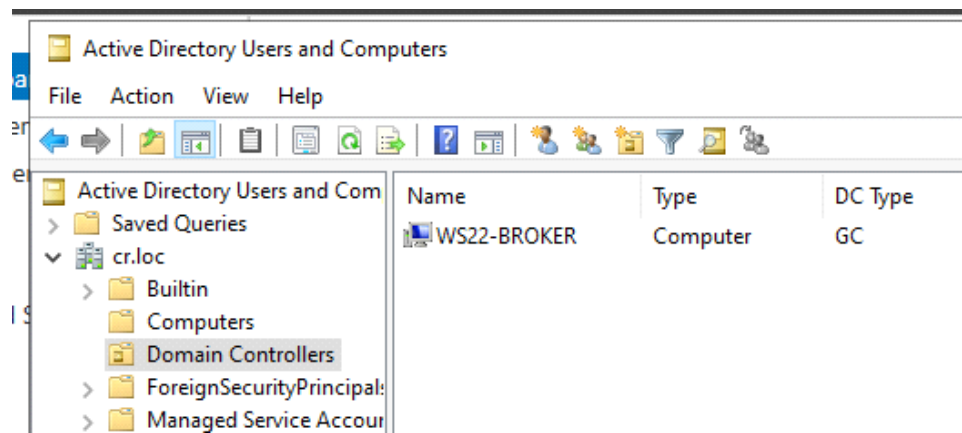 Active Directory Users and Computers
File Action View Help
Active Directory Users and Com
Saved Queries
cr.loc
Builtin
Computers
Domain Controllers
ForeignSecurityPrincipal
Managed Service Accour
Name Type DC Type
WS22-BROKER Computer GC